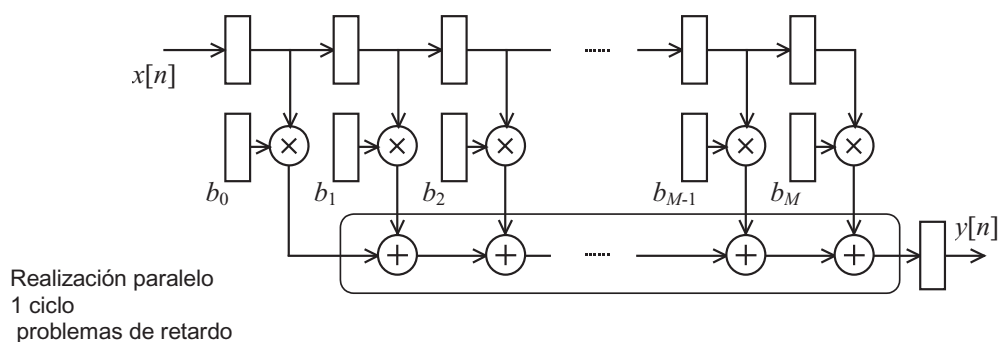 x[n]
b0 b1 b2 bM-1 bM
y[n]
Realización paralelo
1 ciclo
problemas de retardo